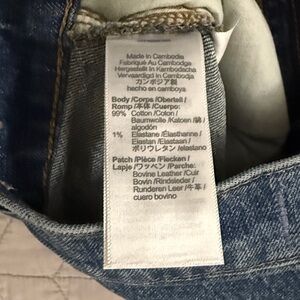 Made in Cambodia
Fabriqué Au Cambodge
Hergestellt In Kambodscha
Vervaardigd in Cambodja
カンボジア製
hecho en camboya
Body /Corpo /Oberteil /
Romp /本体 /Cuerpo:
99% Cotton /Coton /
Baumwolle /Katoen /綿 /
algodón
1% Elastane /Élasthanne /
Elastan /Elastaan /
ポリウレタン /elastano
Patch /Pièce /Flecken /
Lapje /ワッペン /Parche:
Bovine Leather /Cuir
Bovin /Rindsleder /
Runderen Leer /牛革 /
cuero bovino